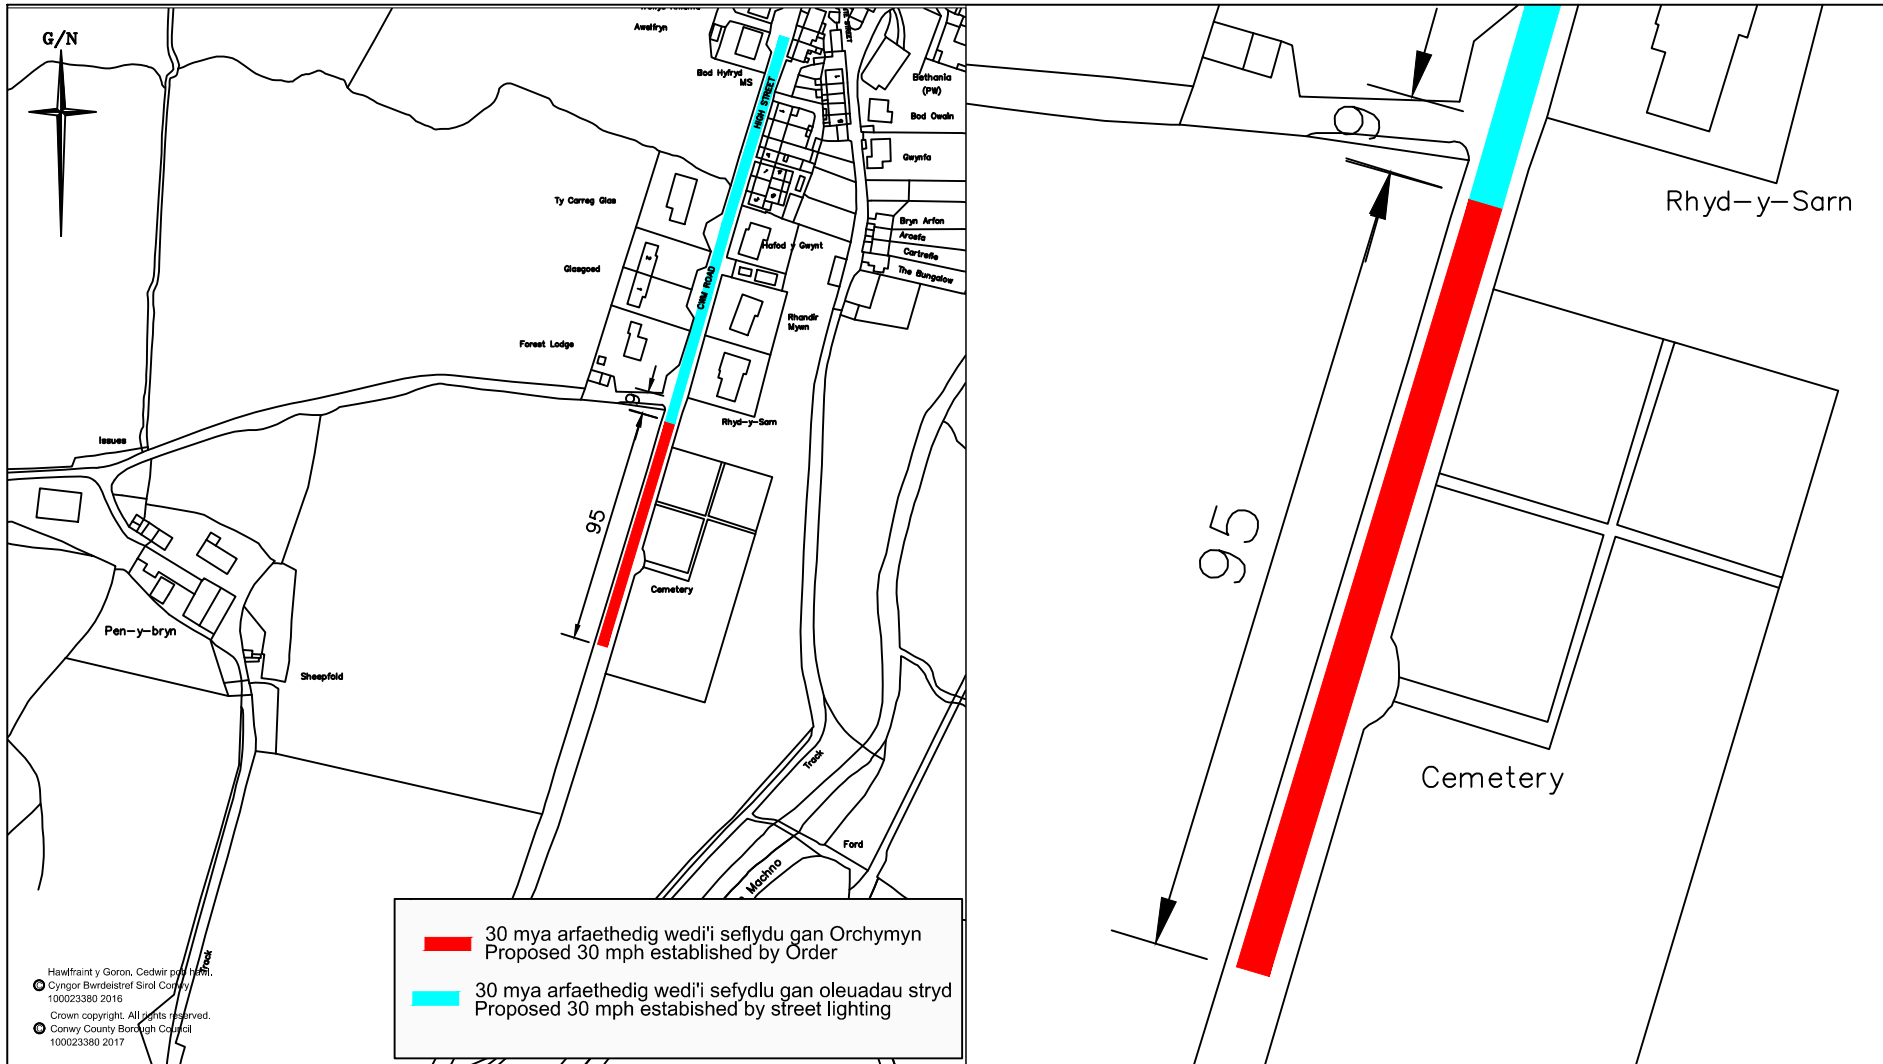 G/N
Awelfryn
Bod Hyfryd
MS
HIGH STREET
Bethania
(PW)
Bod Owain
Gwynfa
Ty Carreg Glas
Bryn Arfon
Arosfa
Cartrefle
The Bungalow
Hafod y Gwynt
Glasgoed
CWM ROAD
Rhandir
Mwyn
Forest Lodge
9
Rhyd-y-Sarn
Issues
95
Cemetery
Pen-y-bryn
Sheepfold
Track
Ford
Machno
Track
30 mya arfaethedig wedi'i seflydu gan Orchymyn
Proposed 30 mph established by Order
30 mya arfaethedig wedi'i sefydlu gan oleuadau stryd
Proposed 30 mph estabished by street lighting
Hawlfraint y Goron. Cedwir pob hawl.
© Cyngor Bwrdeistref Sirol Conwy
100023380 2016
Crown copyright. All rights reserved.
© Conwy County Borough Council
100023380 2017
9
Rhyd-y-Sarn
95
Cemetery